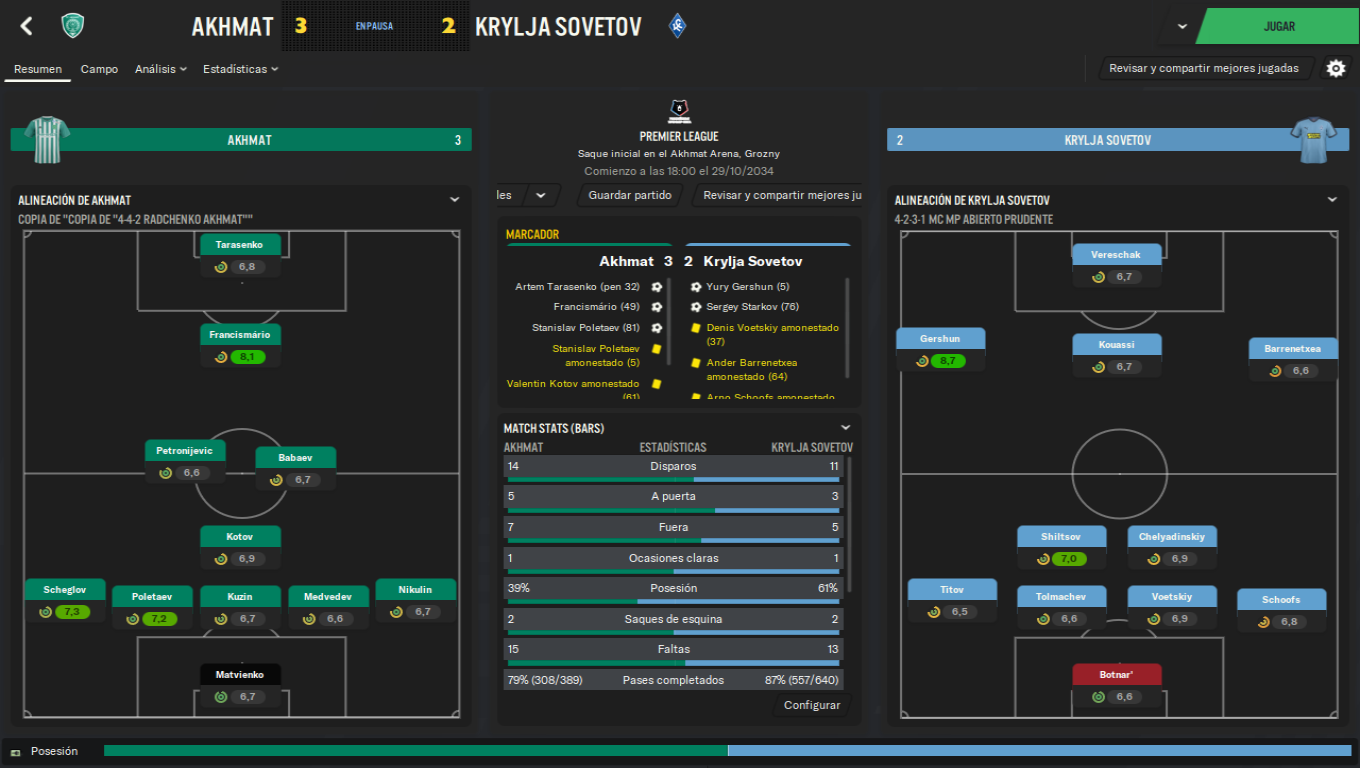 AKHMAT 3 EN PAUSA 2 KRYLJA SOVETOV
JUGAR
Resumen Campo Análisis Estadísticas
Revisar y compartir mejores jugadas
AKHMAT 3
ALINEACIÓN DE AKHMAT
COPIA DE "COPIA DE "4-4-2 RADCHENKO AKHMAT""
Tarasenko
6,8
Francismário
8,1
Petronijevic
6,6
Babaev
6,7
Kotov
6,9
Scheglov
7,3
Poletaev
7,2
Kuzin
6,7
Medvedev
6,6
Nikulin
6,7
Matvienko
6,7
PREMIER LEAGUE
Saque inicial en el Akhmat Arena, Grozny
Comienzo a las 18:00 el 29/10/2034
les
Guardar partido
Revisar y compartir mejores ju
MARCADOR
Akhmat 3 2 Krylja Sovetov
Artem Tarasenko (pen 32)
Francismário (49)
Stanislav Poletaev (81)
Stanislav Poletaev
amonestado (5)
Valentin Kotov amonestado
(61)
Yury Gershun (5)
Sergey Starkov (76)
Denis Voetskiy amonestado
(37)
Ander Barrenetxea
amonestado (64)
Arno Schoofs amonestado
MATCH STATS (BARS)
AKHMAT ESTADÍSTICAS KRYLJA SOVETOV
14 Disparos 11
5 A puerta 3
7 Fuera 5
1 Ocasiones claras 1
39% Posesión 61%
2 Saques de esquina 2
15 Faltas 13
79% (308/389) Pases completados 87% (557/640)
Configurar
2 KRYLJA SOVETOV
ALINEACIÓN DE KRYLJA SOVETOV
4-2-3-1 MC MP ABIERTO PRUDENTE
Vereschak
6,7
Gershun
8,7
Kouassi
6,7
Barrenetxea
6,6
Shiltsov
7,0
Chelyadinskiy
6,9
Titov
6,5
Tolmachev
6,6
Voetskiy
6,9
Schoofs
6,8
Botnar'
6,6
Posesión